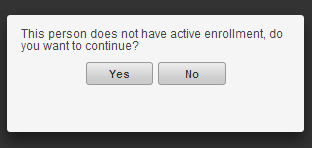 This person does not have active enrollment, do
you want to continue?
Yes No